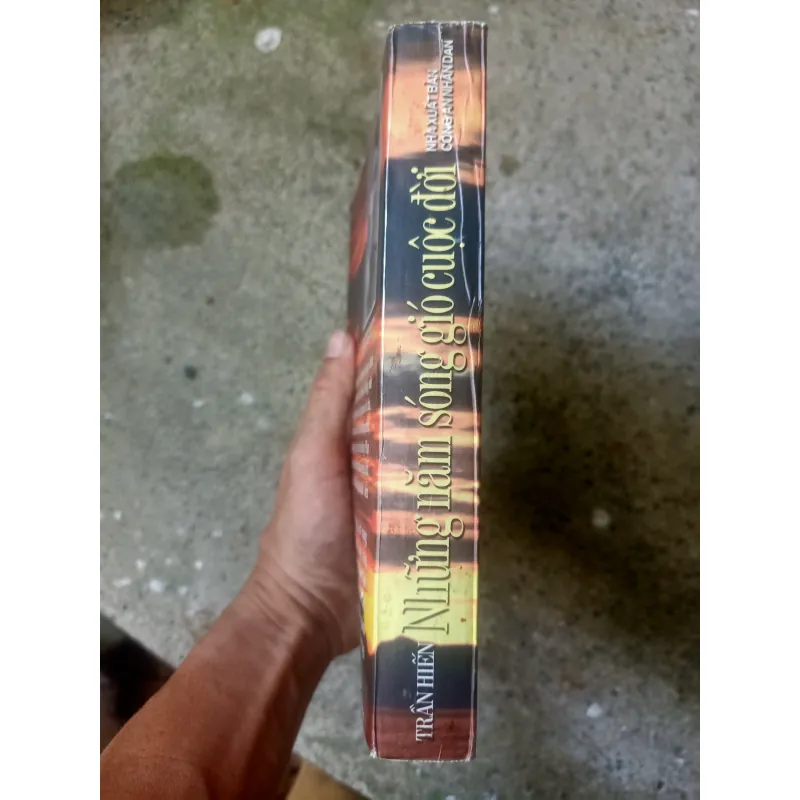 TRẦN HIẾN
Những năm sóng gió cuộc đời
NHÀ XUẤT BẢN
CÔNG AN NHÂN DÂN